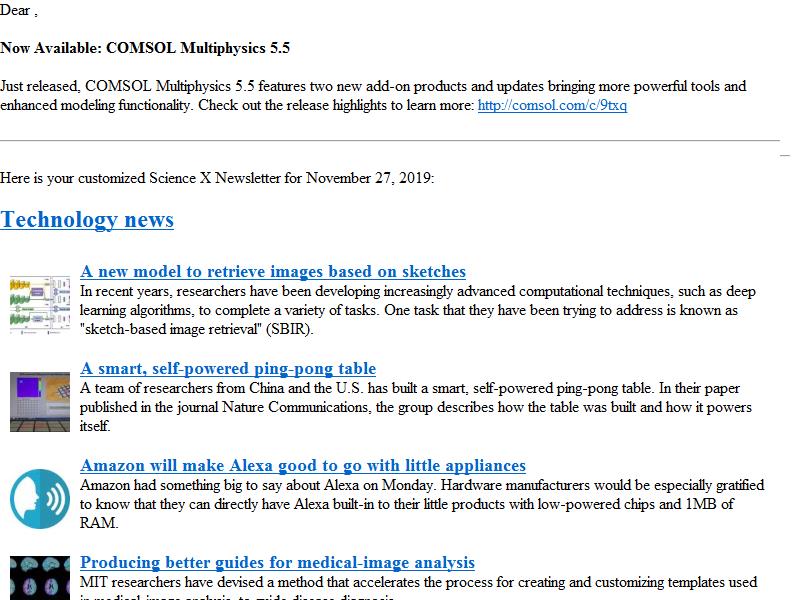 Dear ,
Now Available: COMSOL Multiphysics 5.5
Just released, COMSOL Multiphysics 5.5 features two new add-on products and updates bringing more powerful tools and
enhanced modeling functionality. Check out the release highlights to learn more: http://comsol.com/c/9txq
Here is your customized Science X Newsletter for November 27, 2019:
Technology news
A new model to retrieve images based on sketches
In recent years, researchers have been developing increasingly advanced computational techniques, such as deep
learning algorithms, to complete a variety of tasks. One task that they have been trying to address is known as
"sketch-based image retrieval" (SBIR).
A smart, self-powered ping-pong table
A team of researchers from China and the U.S. has built a smart, self-powered ping-pong table. In their paper
published in the journal Nature Communications, the group describes how the table was built and how it powers
itself.
Amazon will make Alexa good to go with little appliances
Amazon had something big to say about Alexa on Monday. Hardware manufacturers would be especially gratified
to know that they can directly have Alexa built-in to their little products with low-powered chips and 1MB of
RAM.
Producing better guides for medical-image analysis
MIT researchers have devised a method that accelerates the process for creating and customizing templates used
in medical-image analysis, to guide disease diagnosis.